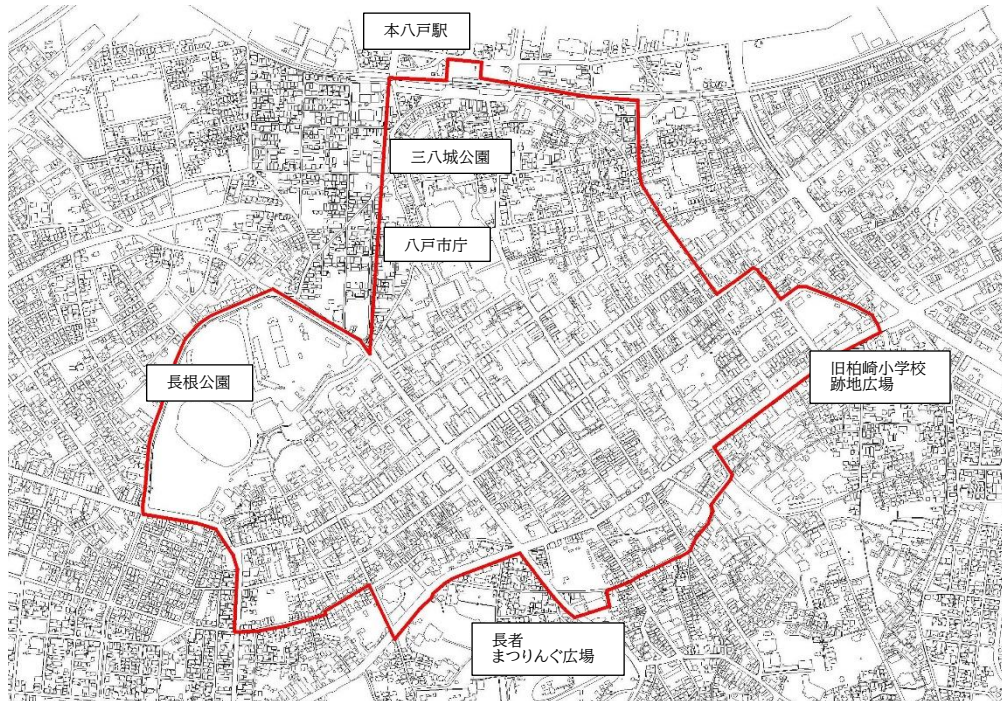 本八戸駅
三八城公園
八戸市庁
長根公園
旧柏崎小学校
跡地広場
長者
まつりんぐ広場